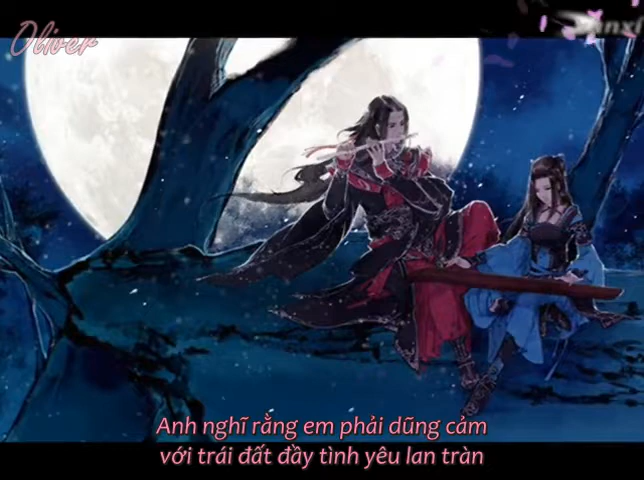 Oliver
Anh nghĩ rằng em phải dũng cảm
với trái đất đầy tình yêu lan tràn